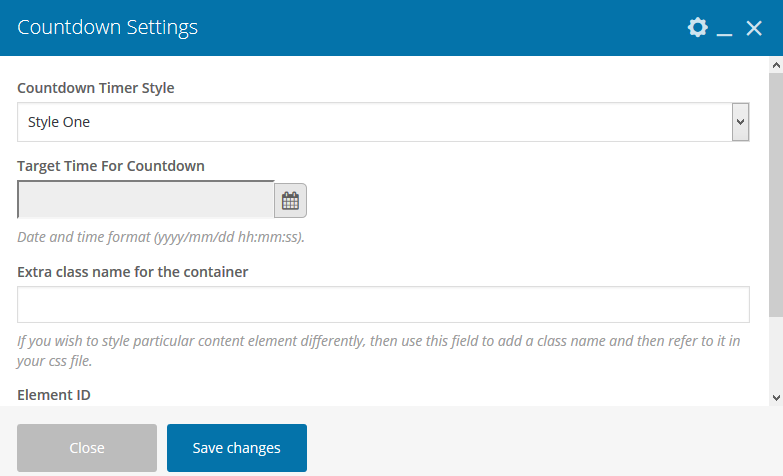 Countdown Settings
Countdown Timer Style
Style One
Target Time For Countdown
Date and time format (yyyy/mm/dd hh:mm:ss).
Extra class name for the container
If you wish to style particular content element differently, then use this field to add a class name and then refer to it in
your css file.
Element ID
Close
Save changes